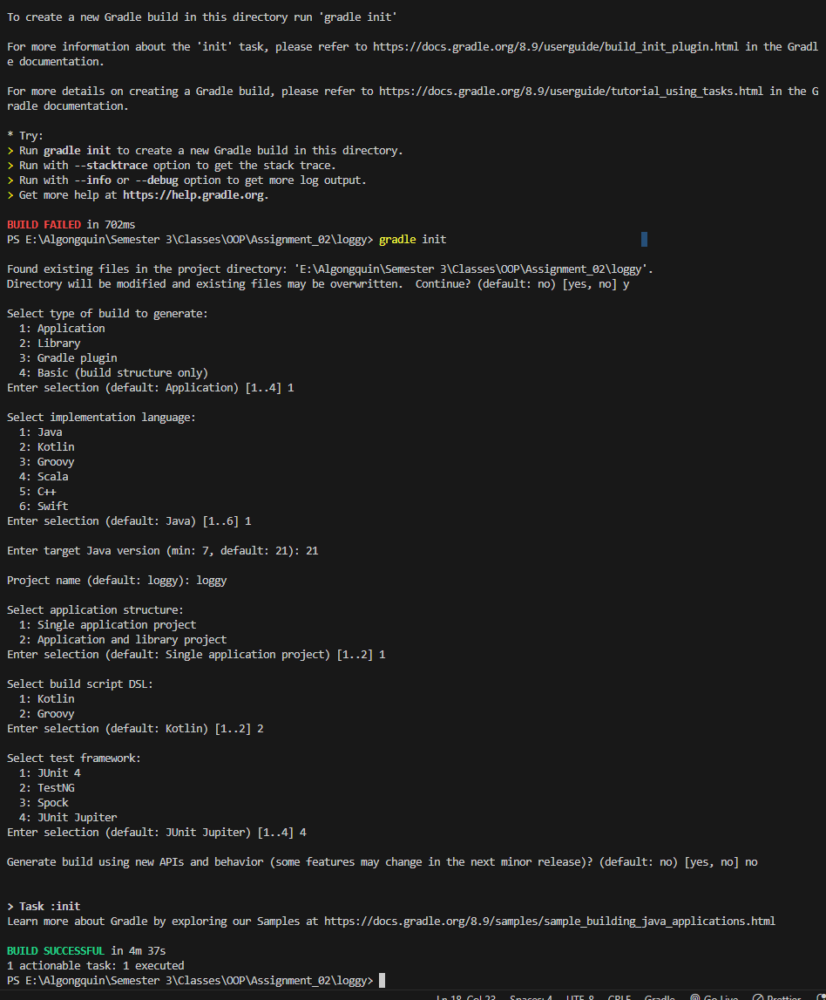 To create a new Gradle build in this directory run 'gradle init'
For more information about the 'init' task, please refer to https://docs.gradle.org/8.9/userguide/build_init_plugin.html in the Gradl
e documentation.
For more details on creating a Gradle build, please refer to https://docs.gradle.org/8.9/userguide/tutorial_using_tasks.html in the G
radle documentation.
* Try:
> Run gradle init to create a new Gradle build in this directory.
> Run with --stacktrace option to get the stack trace.
> Run with --info or --debug option to get more log output.
> Get more help at https://help.gradle.org.
BUILD FAILED in 702ms
PS E:\Algongquin\Semester 3\Classes\OOP\Assignment_02\loggy> gradle init
Found existing files in the project directory: 'E:\Algongquin\Semester 3\Classes\OOP\Assignment_02\loggy'.
Directory will be modified and existing files may be overwritten.  Continue? (default: no) [yes, no] y
Select type of build to generate:
1: Application
2: Library
3: Gradle plugin
4: Basic (build structure only)
Enter selection (default: Application) [1..4] 1
Select implementation language:
1: Java
2: Kotlin
3: Groovy
4: Scala
5: C++
6: Swift
Enter selection (default: Java) [1..6] 1
Enter target Java version (min: 7, default: 21): 21
Project name (default: loggy): loggy
Select application structure:
1: Single application project
2: Application and library project
Enter selection (default: Single application project) [1..2] 1
Select build script DSL:
1: Kotlin
2: Groovy
Enter selection (default: Kotlin) [1..2] 2
Select test framework:
1: JUnit 4
2: TestNG
3: Spock
4: JUnit Jupiter
Enter selection (default: JUnit Jupiter) [1..4] 4
Generate build using new APIs and behavior (some features may change in the next minor release)? (default: no) [yes, no] no
> Task :init
Learn more about Gradle by exploring our Samples at https://docs.gradle.org/8.9/samples/sample_building_java_applications.html
BUILD SUCCESSFUL in 4m 37s
1 actionable task: 1 executed
PS E:\Algongquin\Semester 3\Classes\OOP\Assignment_02\loggy>
Ln 18, Col 23 Spaces: 4 UTF-8 CRLF Gradle Go Live Prettier